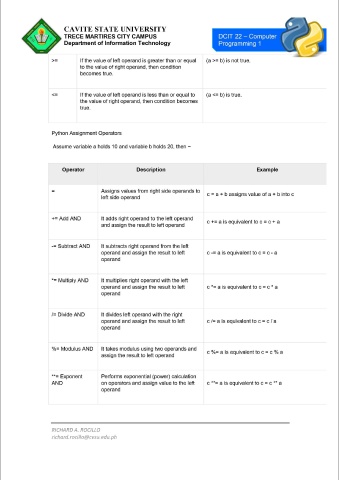 CAVITE STATE UNIVERSITY
TRECE MARTIRES CITY CAMPUS
Department of Information Technology
DCIT 22 – Computer
Programming 1
>= If the value of left operand is greater than or equal (a >= b) is not true.
to the value of right operand, then condition
becomes true.
<= If the value of left operand is less than or equal to (a <= b) is true.
the value of right operand, then condition becomes
true.
Python Assignment Operators
Assume variable a holds 10 and variable b holds 20, then −
Operator Description Example
= Assigns values from right side operands to
left side operand
c = a + b assigns value of a + b into c
+= Add AND It adds right operand to the left operand
and assign the result to left operand
c += a is equivalent to c = c + a
-= Subtract AND It subtracts right operand from the left
operand and assign the result to left
operand
c -= a is equivalent to c = c - a
*= Multiply AND It multiplies right operand with the left
operand and assign the result to left
operand
c *= a is equivalent to c = c * a
/= Divide AND It divides left operand with the right
operand and assign the result to left
operand
c /= a is equivalent to c = c / a
%= Modulus AND It takes modulus using two operands and
assign the result to left operand
c %= a is equivalent to c = c % a
**= Exponent
AND
Performs exponential (power) calculation
on operators and assign value to the left
operand
c **= a is equivalent to c = c ** a
RICHARD A. ROCILLO
richard.rocillo@cvsu.edu.ph